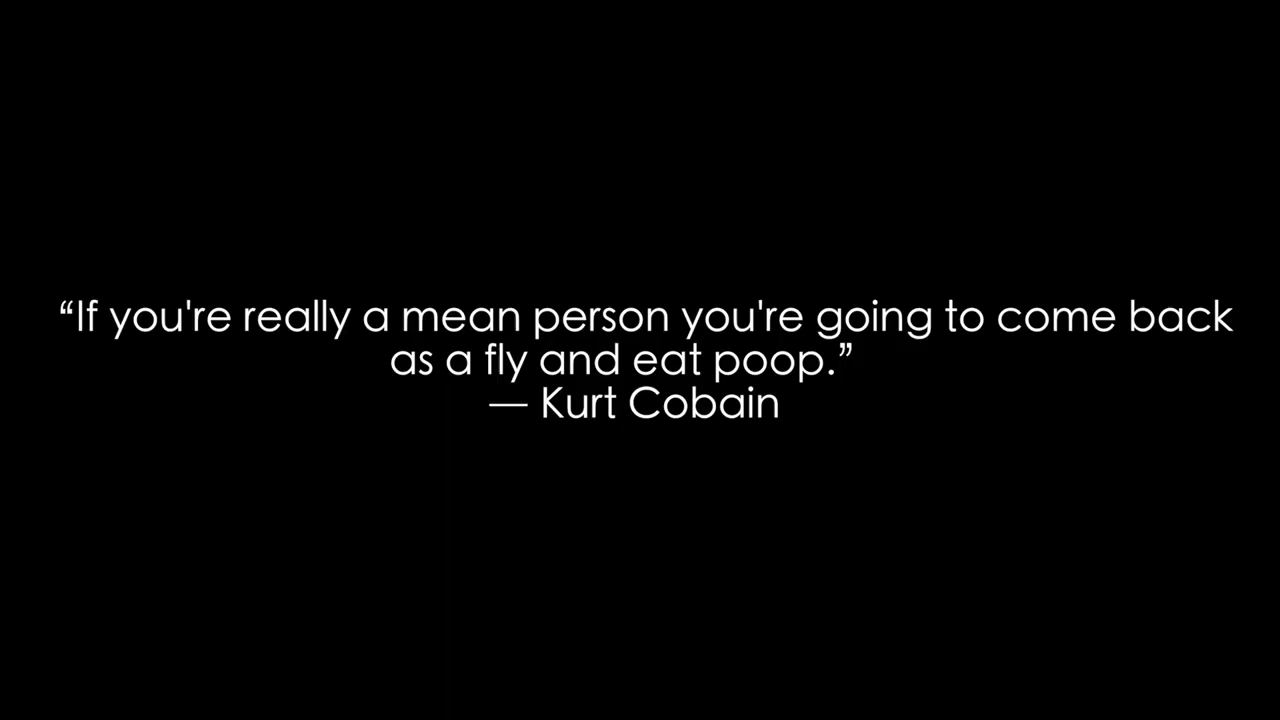 “If you're really a mean person you're going to come back
as a fly and eat poop.”
— Kurt Cobain